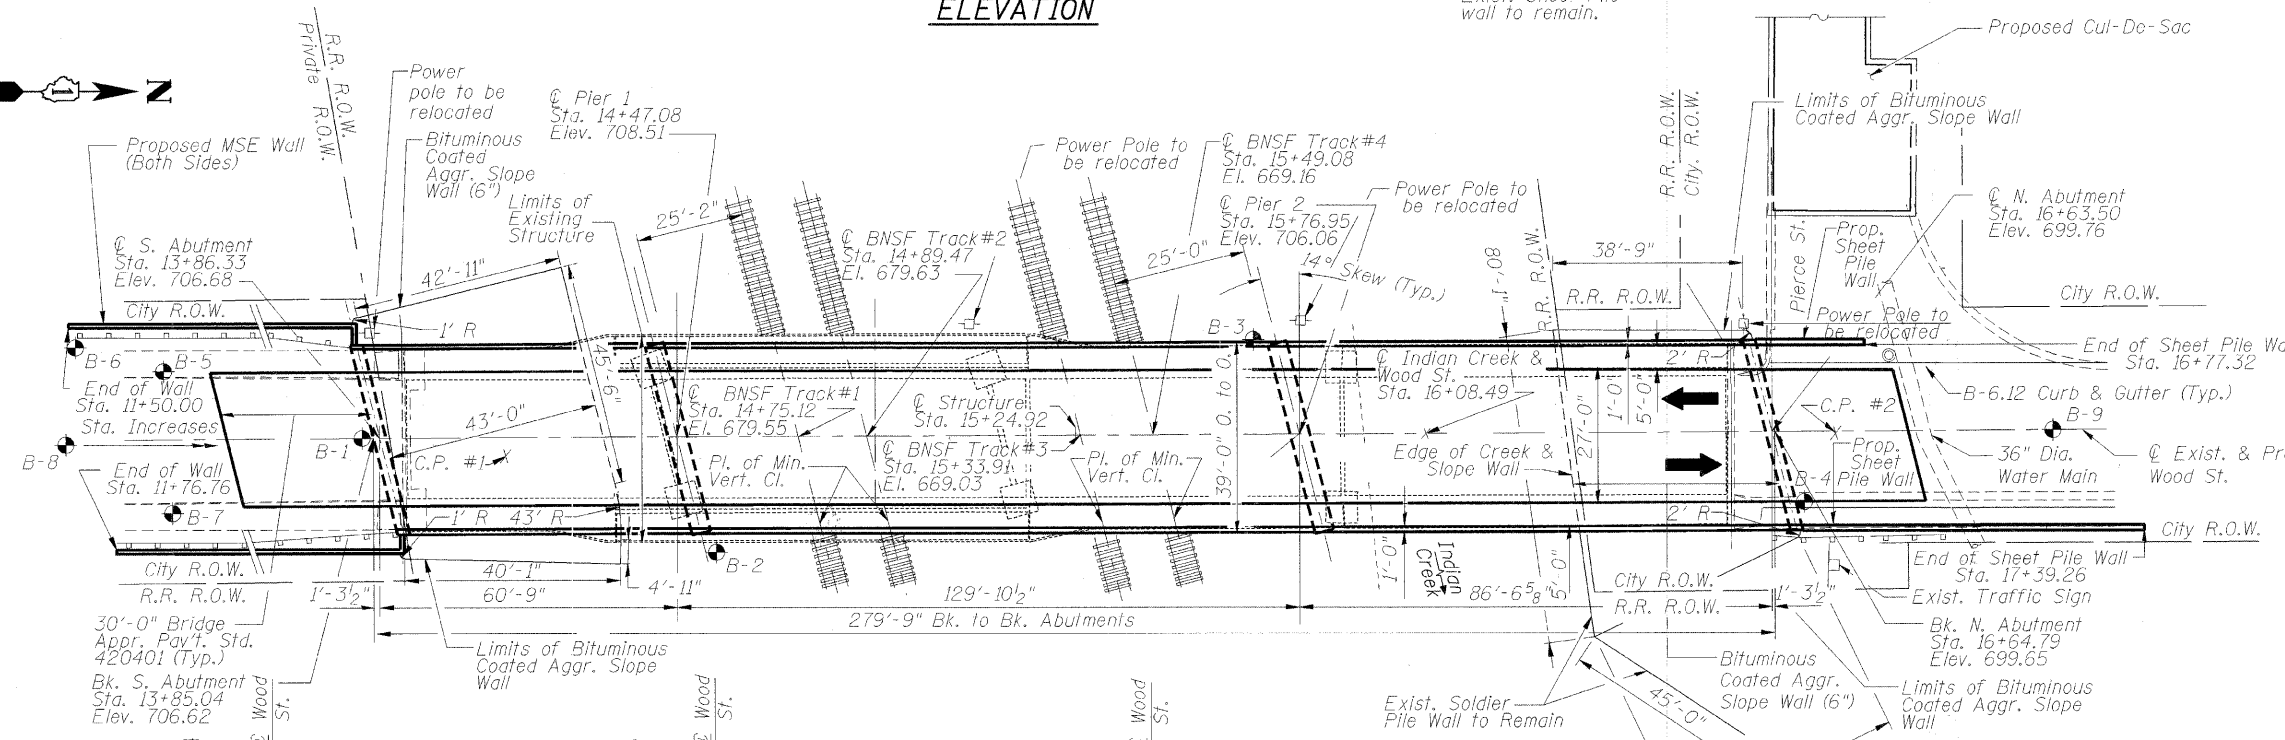 ELEVATION
wall to remain.
Proposed Cul-De-Sac
R.R. R.O.W.
Private R.O.W.
N
Power
pole to be
relocated
Bituminous
Coated
Aggr. Slope
Wall (6")
℄ Pier 1
Sta. 14+47.08
Elev. 708.51
Proposed MSE Wall
(Both Sides)
Limits of
Existing
Structure
25'-2"
Power Pole to
be relocated
℄ BNSF Track#4
Sta. 15+49.08
El. 669.16
Power Pole to
be relocated
℄ Pier 2
Sta. 15+76.95
Elev. 706.06
14° Skew (Typ.)
R.R. R.O.W.
City R.O.W.
Limits of Bituminous
Coated Aggr. Slope Wall
℄ N. Abutment
Sta. 16+63.50
Elev. 699.76
Prop.
Sheet
Pile
Wall
Pierce St.
℄ S. Abutment
Sta. 13+86.33
Elev. 706.68
42'-11"
℄ BNSF Track#2
Sta. 14+89.47
El. 679.63
25'-0"
1'-08"
R.R. R.O.W.
38'-9"
R.R. R.O.W.
City R.O.W.
City R.O.W.
1' R
45'-6"
B-3
Power Pole to
be relocated
B-6
B-5
End of Wall
Sta. 11+50.00
Sta. Increases
B-8
B-1
43'-0"
C.P. #1
℄ BNSF Track#1
Sta. 14+75.12
El. 679.55
℄ Structure
Sta. 15+24.92
℄ BNSF Track#3
Sta. 15+33.91
El. 669.03
Pl. of Min.
Vert. Cl.
Pl. of Min.
Vert. Cl.
39'-0" O. to O.
℄ Indian Creek &
Wood St.
Sta. 16+08.49
Edge of Creek &
Slope Wall
27'-0"
1'-0"
5'-0"
2' R
End of Sheet Pile
Sta. 16+77.32
B-6.12 Curb & Gutter (Typ.)
C.P. #2
B-9
Prop.
Sheet
Pile Wall
B-4
36" Dia.
Water Main
℄ Exist. &
Wood St.
End of Wall
Sta. 11+76.76
B-7
1' R
43' R
2' R
City R.O.W.
City R.O.W.
R.R. R.O.W.
1'-3½"
40'-1"
60'-9"
4'-11"
B-2
129'-10½"
279'-9" Bk. to Bk. Abutments
1'-0"
Indian
Creek
86'-6⅝"
5'-0"
City R.O.W.
R.R. R.O.W.
1'-3½"
End of Sheet Pile Wall
Sta. 17+39.26
Exist. Traffic Sign
Bk. N. Abutment
Sta. 16+64.79
Elev. 699.65
30'-0" Bridge
Appr. Pav't. Std.
420401 (Typ.)
Bk. S. Abutment
Sta. 13+85.04
Elev. 706.62
Limits of Bituminous
Coated Aggr. Slope
Wall
Wood
St.
Wood
St.
Wood
St.
Exist. Soldier
Pile Wall to Remain
45'-0"
Bituminous
Coated Aggr.
Slope Wall (6")
Limits of Bituminous
Coated Aggr. Slope
Wall